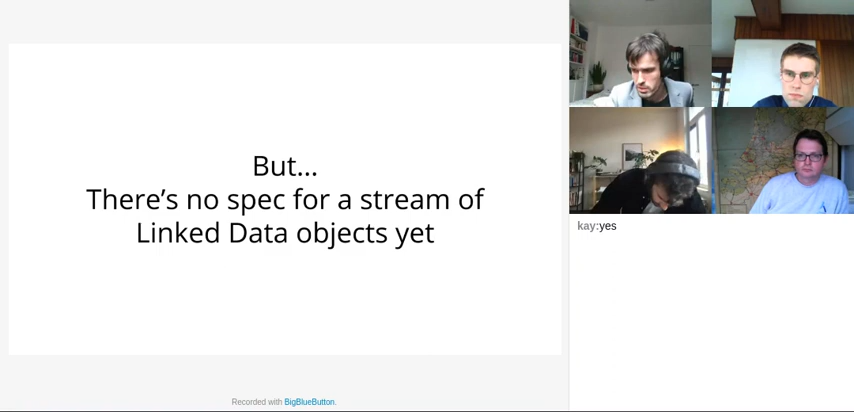 But...
There’s no spec for a stream of
Linked Data objects yet
kay:yes
Recorded with BigBlueButton.